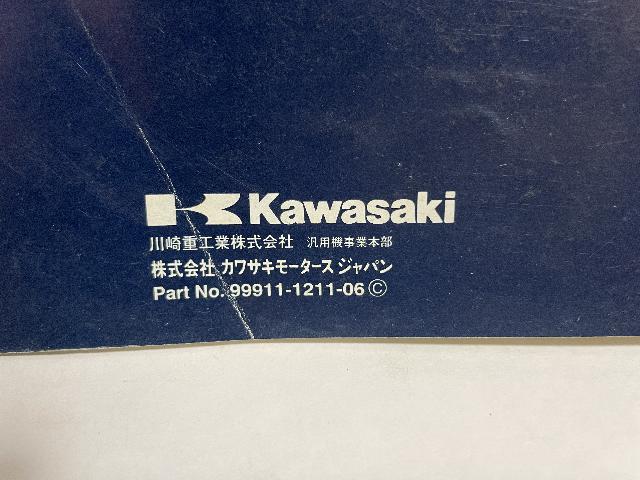 Kawasaki
川崎重工業株式会社 汎用機事業本部
株式会社 カワサキモータース ジャパン
Part No. 99911-1211-06 ©